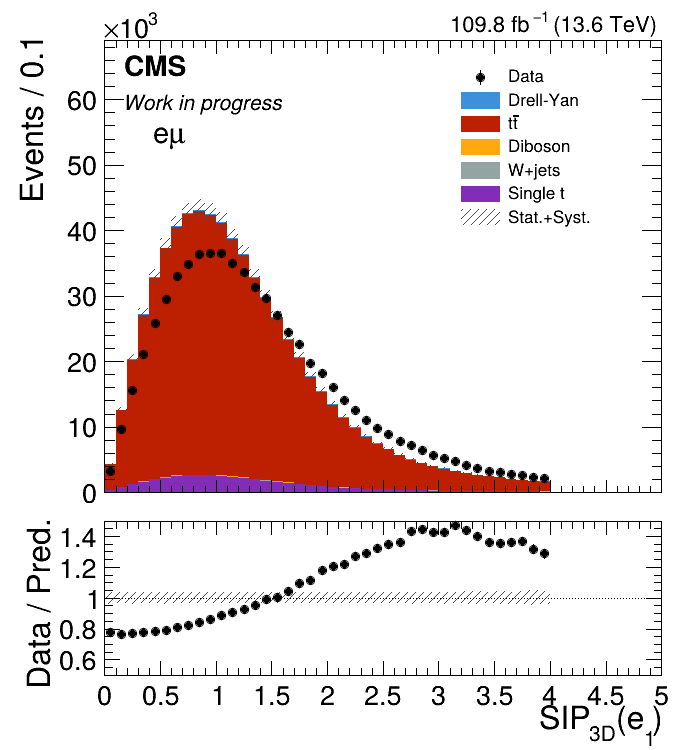 ×10³
109.8 fb⁻¹ (13.6 TeV)
Events / 0.1
CMS
Work in progress
eμ
Data
Drell-Yan
tt̄
Diboson
W+jets
Single t
Stat.+Syst.
60
50
40
30
20
10
0
Data / Pred.
1.4
1.2
1
0.8
0.6
0 0.5 1 1.5 2 2.5 3 3.5 4 4.5 5
SIP₃D(e₁)